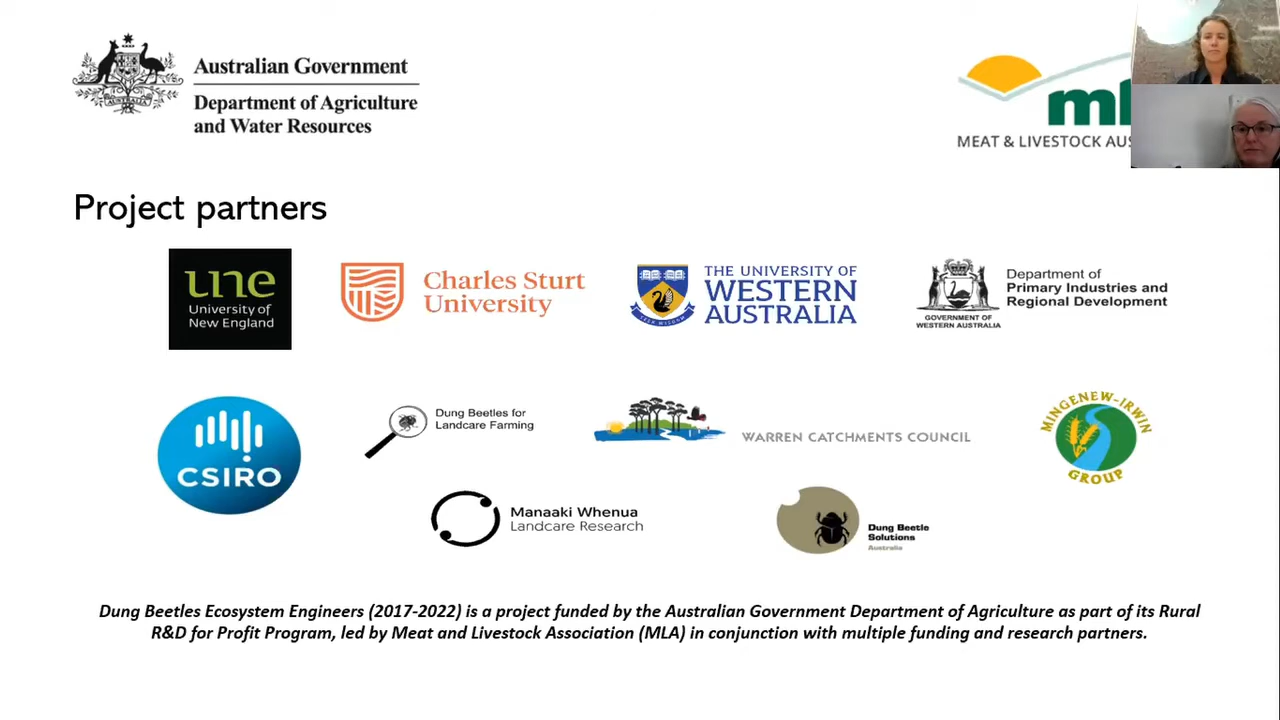 Australian Government
Department of Agriculture
and Water Resources
MEAT & LIVESTOCK
Project partners
une
University of
New England
Charles Sturt
University
THE UNIVERSITY OF
WESTERN
AUSTRALIA
Department of
Primary Industries and
Regional Development
GOVERNMENT OF
WESTERN AUSTRALIA
CSIRO
Dung Beetles for
Landcare Farming
WARREN CATCHMENTS COUNCIL
MINGENEW-IRWIN
GROUP
Manaaki Whenua
Landcare Research
Dung Beetle
Solutions
Australia
Dung Beetles Ecosystem Engineers (2017-2022) is a project funded by the Australian Government Department of Agriculture as part of its Rural
R&D for Profit Program, led by Meat and Livestock Association (MLA) in conjunction with multiple funding and research partners.